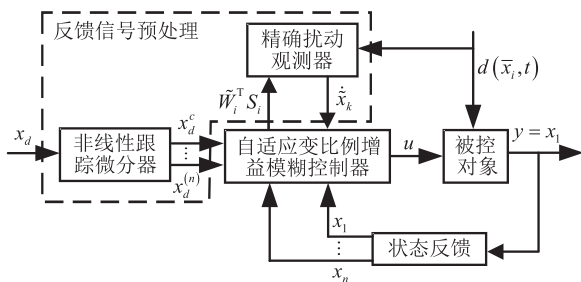 反馈信号预处理
精确扰动
观测器
d(x̄ᵢ,t)
W̃ᵢᵀSᵢ
x̂̇ₖ
x_d
非线性跟
踪微分器
x_d^c
⋮
x_d^(n)
自适应变比例增
益模糊控制器
u
被控
对象
y = x₁
x₁
⋮
xₙ
状态反馈